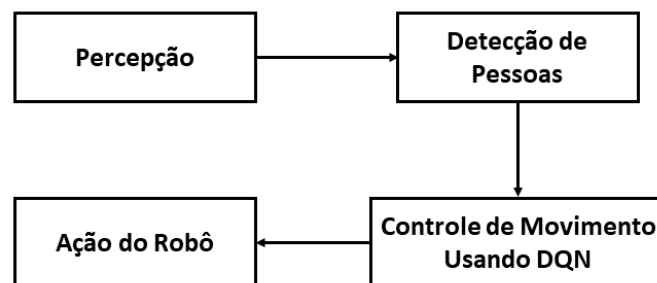 Percepção
Detecção de
Pessoas
Ação do Robô
Controle de Movimento
Usando DQN